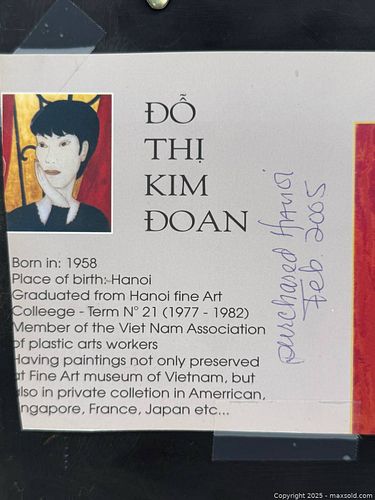 ĐỖ
THỊ
KIM
ĐOAN
purchased Hanoi
Feb. 2005
Born in: 1958
Place of birth: Hanoi
Graduated from Hanoi fine Art
Colleege - Term N° 21 (1977 - 1982)
Member of the Viet Nam Association
of plastic arts workers
Having paintings not only preserved
at Fine Art museum of Vietnam, but
also in private colletion in Amerrican,
ingapore, France, Japan etc...
Copyright 2025 - maxsold.com